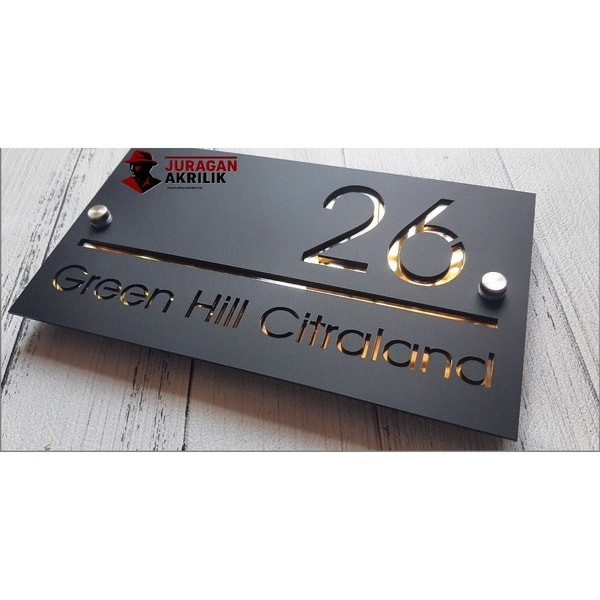 JURAGAN
AKRILIK
26
Green Hill Citraland